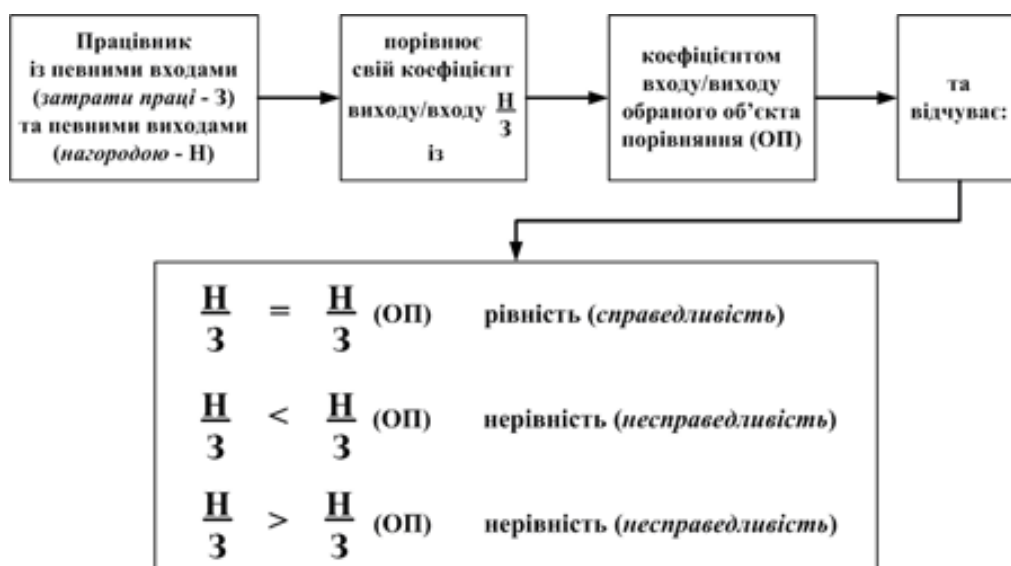 Працівник
із певними входами
(затрати праці - З)
та певними виходами
(нагородою - Н)
порівнює
свій коефіцієнт
виходу/входу Н/З
із
коефіцієнтом
входу/виходу
обраного об’єкта
порівняння (ОП)
та
відчуває:
Н/З = Н/З (ОП) рівність (справедливість)
Н/З < Н/З (ОП) нерівність (несправедливість)
Н/З > Н/З (ОП) нерівність (несправедливість)